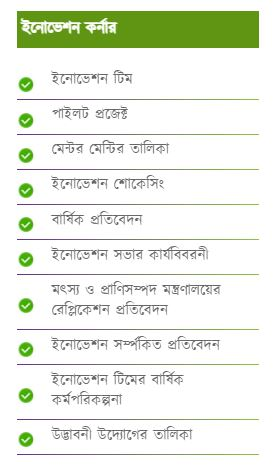 ইনোভেশন কর্নার
ইনোভেশন টিম
পাইলট প্রজেক্ট
মেন্টর মেন্টির তালিকা
ইনোভেশন শোকেসিং
বার্ষিক প্রতিবেদন
ইনোভেশন সভার কার্যবিবরনী
মৎস্য ও প্রাণিসম্পদ মন্ত্রণালয়ের
রেপ্লিকেশন প্রতিবেদন
ইনোভেশন সর্ম্পকিত প্রতিবেদন
ইনোভেশন টিমের বার্ষিক
কর্মপরিকল্পনা
উদ্ভাবনী উদ্যোগের তালিকা